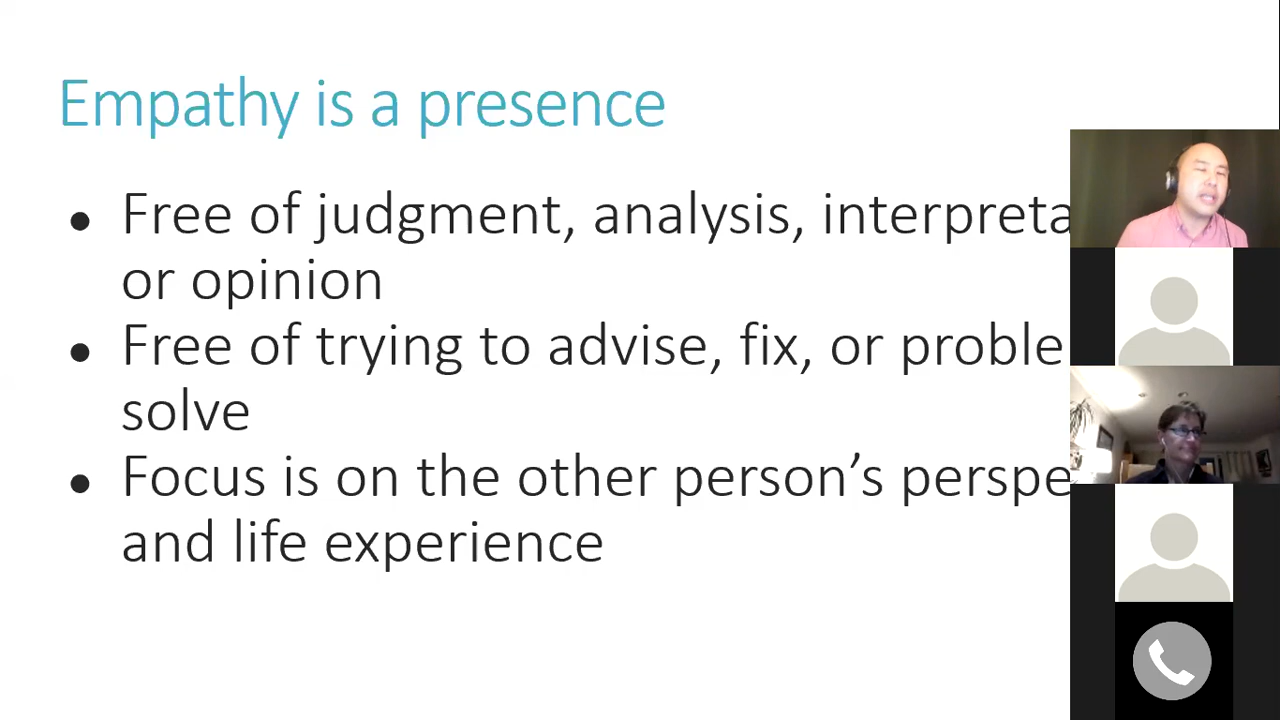 Empathy is a presence
● Free of judgment, analysis, interpreta
or opinion
● Free of trying to advise, fix, or proble
solve
● Focus is on the other person’s perspe
and life experience